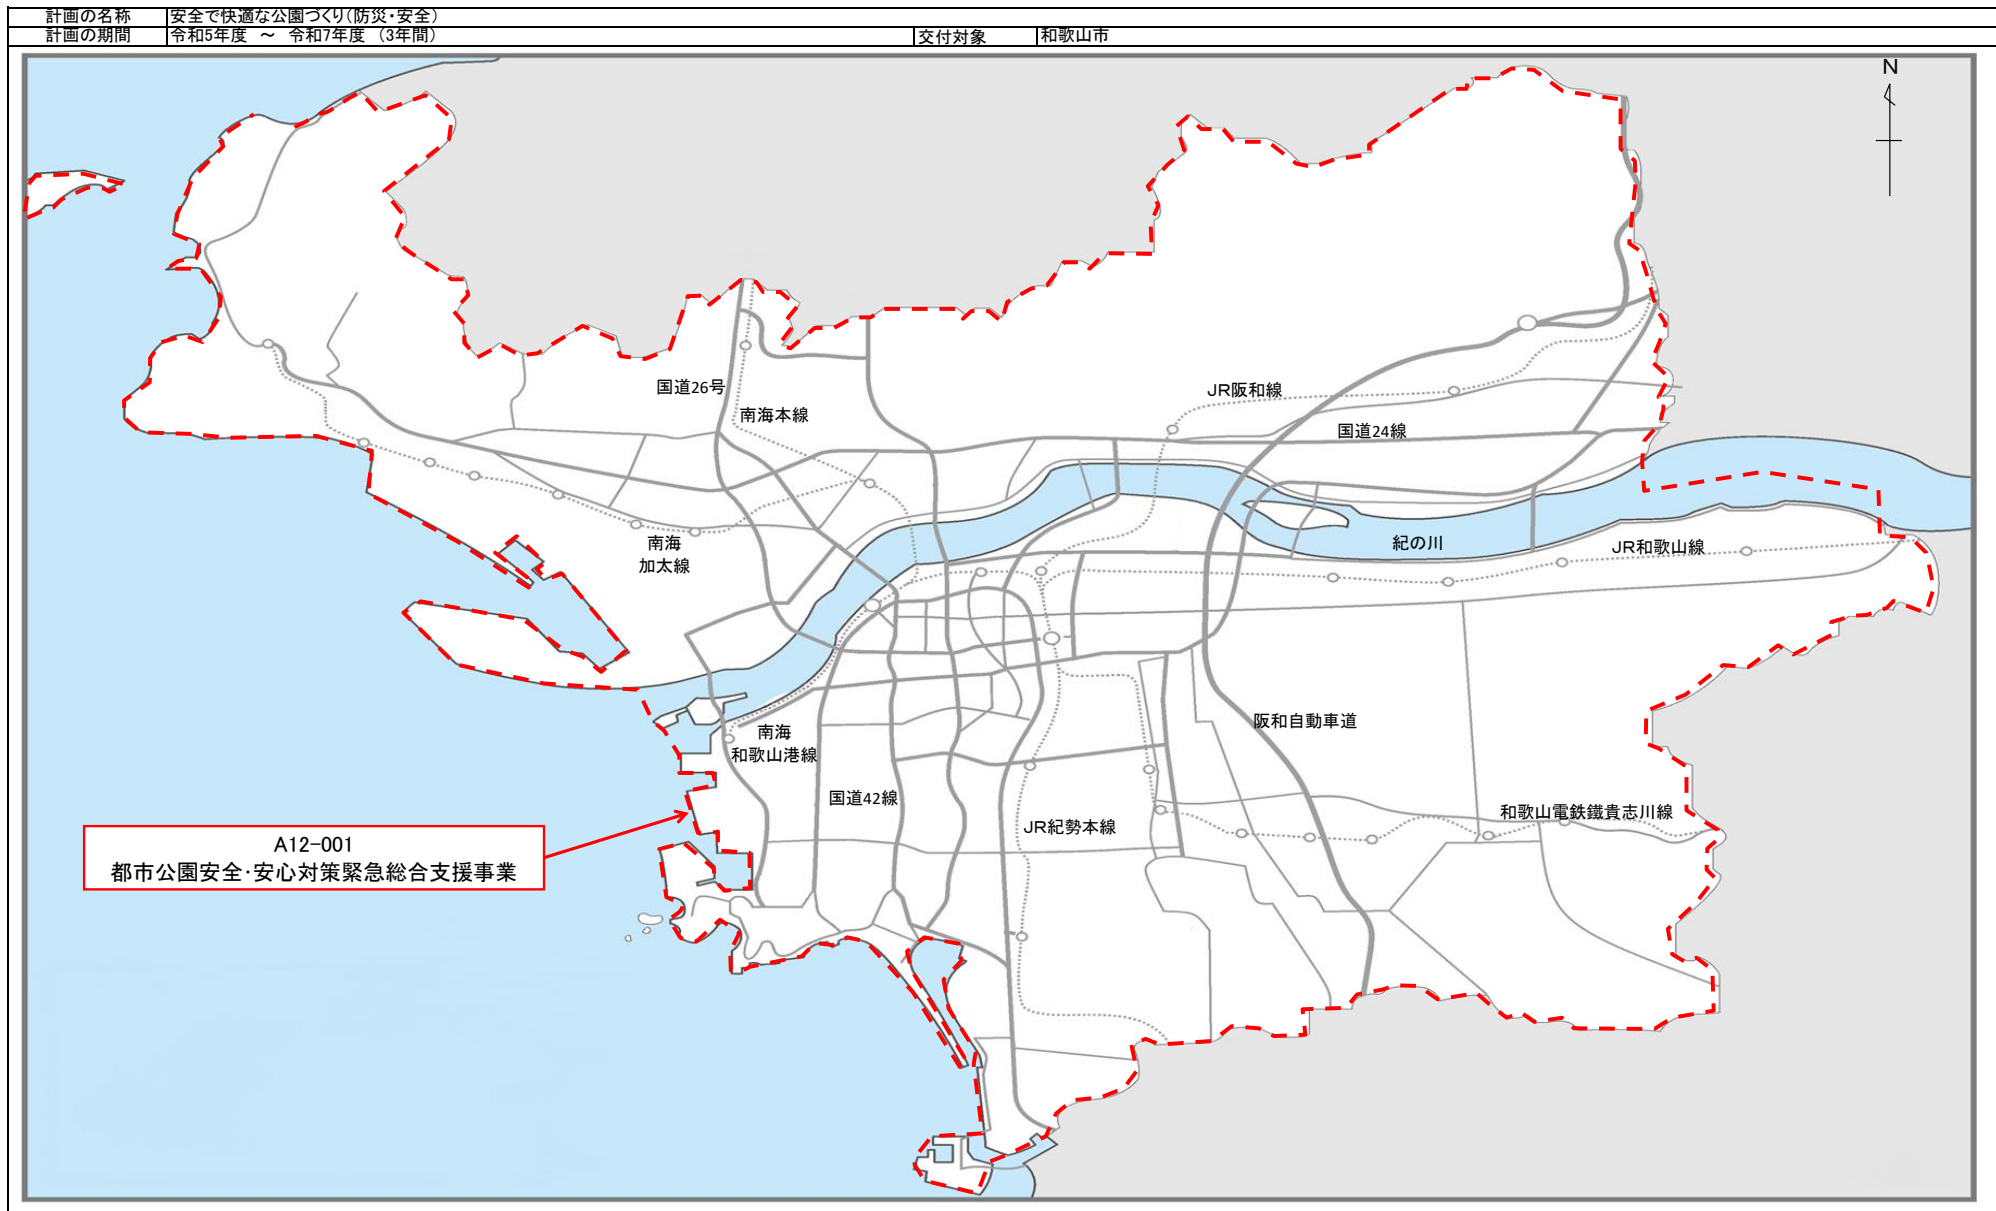 計画の名称 安全で快適な公園づくり(防災・安全)
計画の期間 令和5年度 ～ 令和7年度 (3年間) 交付対象 和歌山市
N
国道26号
南海本線
JR阪和線
国道24線
南海
加太線
紀の川
JR和歌山線
南海
和歌山港線
阪和自動車道
国道42線
JR紀勢本線
和歌山電鉄鐵貴志川線
A12-001
都市公園安全・安心対策緊急総合支援事業